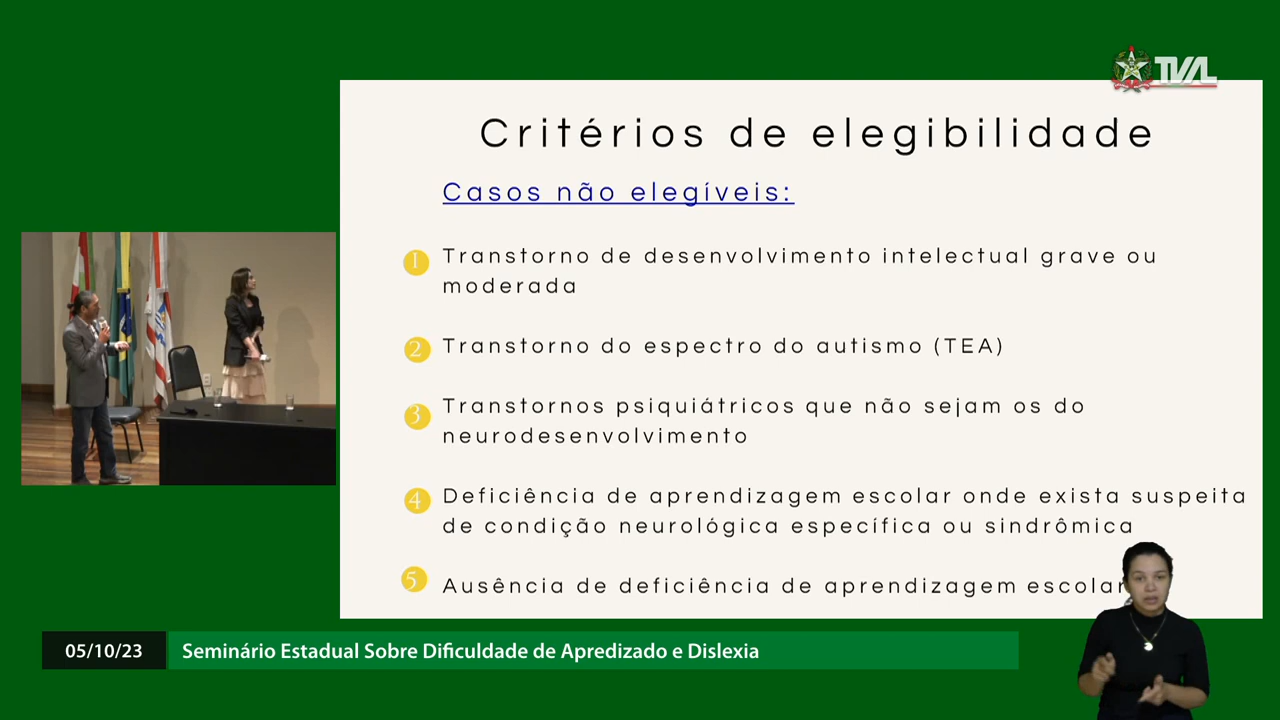 TVAL
Critérios de elegibilidade
Casos não elegíveis:
1 Transtorno de desenvolvimento intelectual grave ou
moderada
2 Transtorno do espectro do autismo (TEA)
3 Transtornos psiquiátricos que não sejam os do
neurodesenvolvimento
4 Deficiência de aprendizagem escolar onde exista suspeita
de condição neurológica específica ou sindrômica
5 Ausência de deficiência de aprendizagem escolar
05/10/23 Seminário Estadual Sobre Dificuldade de Apredizado e Dislexia